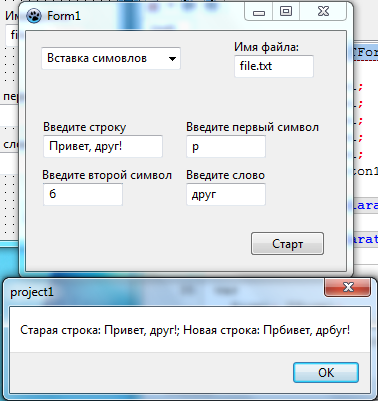 Form1
Вставка симовлов
Имя файла:
file.txt
Введите строку
Введите первый символ
Привет, друг!
р
Введите второй символ
Введите слово
б
друг
Старт
project1
Старая строка: Привет, друг!; Новая строка: Прбивет, дрбуг!
OK